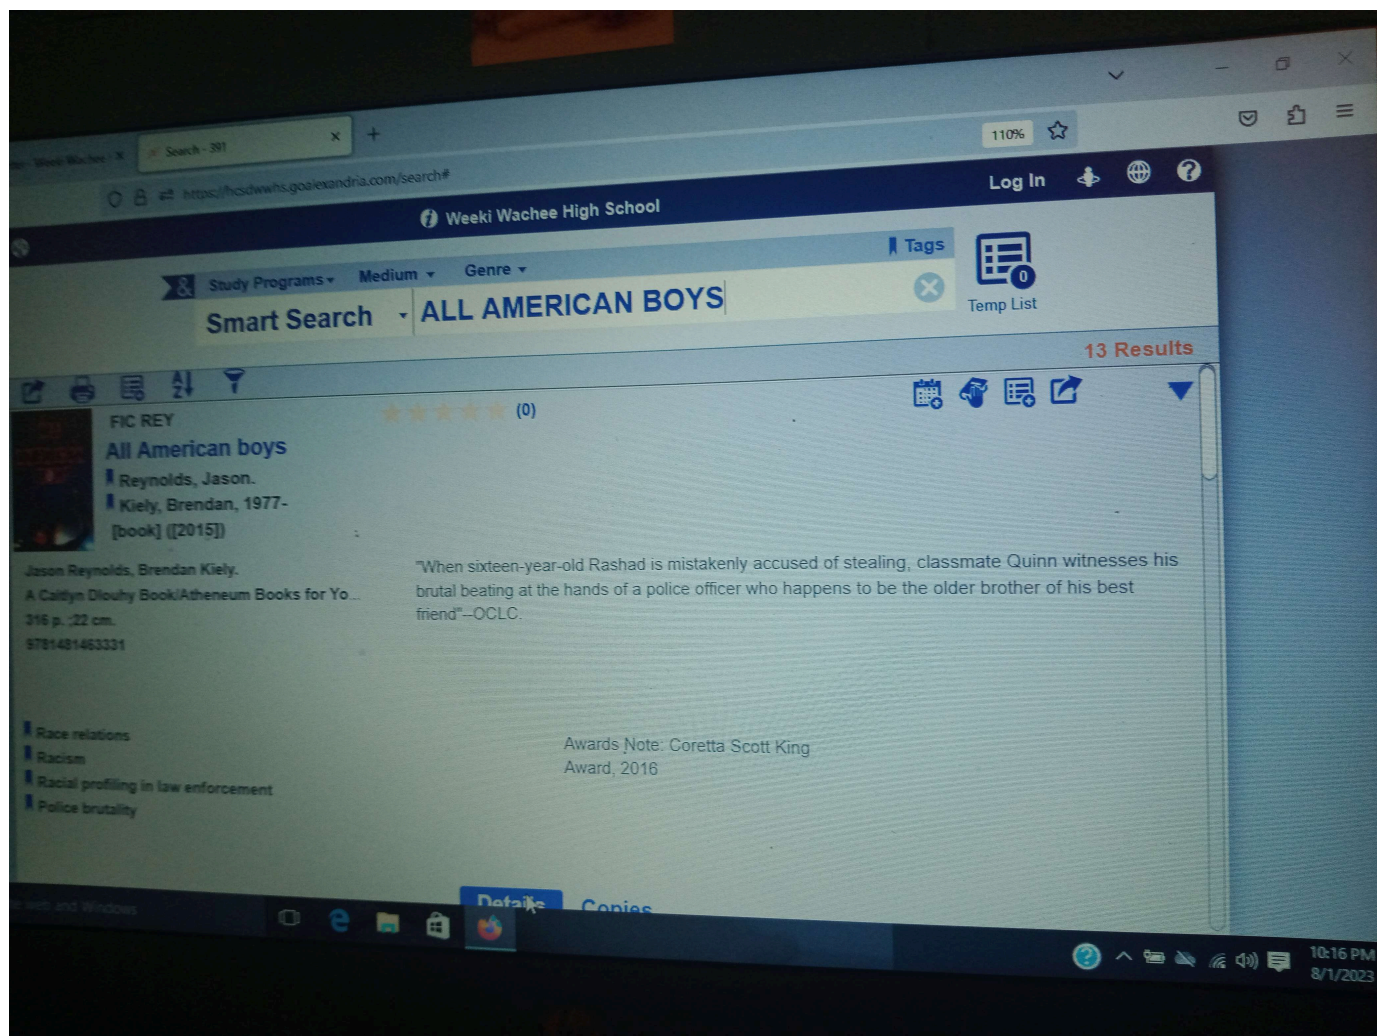 Search - 391
110%
https://hcsdwwhs.goalexandria.com/search#
Log In
Weeki Wachee High School
Tags
& Study Programs Medium Genre
Smart Search ALL AMERICAN BOYS
0
Temp List
13 Results
FIC REY
(0)
All American boys
Reynolds, Jason.
Kiely, Brendan, 1977-
[book] ([2015])
Jason Reynolds, Brendan Kiely.
A Caitlyn Dlouhy Book/Atheneum Books for Yo...
316 p. ;22 cm.
9781481463331
"When sixteen-year-old Rashad is mistakenly accused of stealing, classmate Quinn witnesses his
brutal beating at the hands of a police officer who happens to be the older brother of his best
friend"--OCLC.
Race relations
Racism
Racial profiling in law enforcement
Police brutality
Awards Note: Coretta Scott King
Award, 2016
Details Copies
web and Windows
10:16 PM
8/1/2023